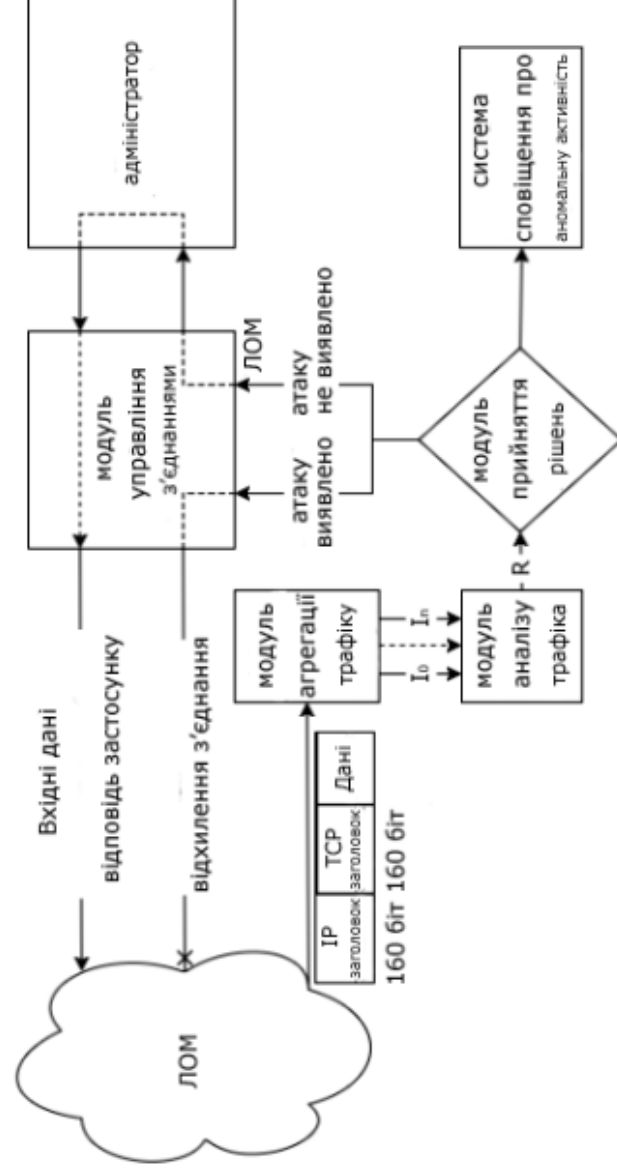 ЛОМ
Вхідні дані
відповідь застосунку
відхилення з'єднання
IP
заголовок
TCP
заголовок
Дані
160 біт 160 біт
модуль
агрегації
трафіку
I₀
Iₙ
модуль
аналізу
трафіка
R
модуль
прийняття
рішень
атаку
виявлено
атаку
не виявлено
ЛОМ
модуль
управління
з'єднаннями
адміністратор
система
сповіщення про
аномальну активність